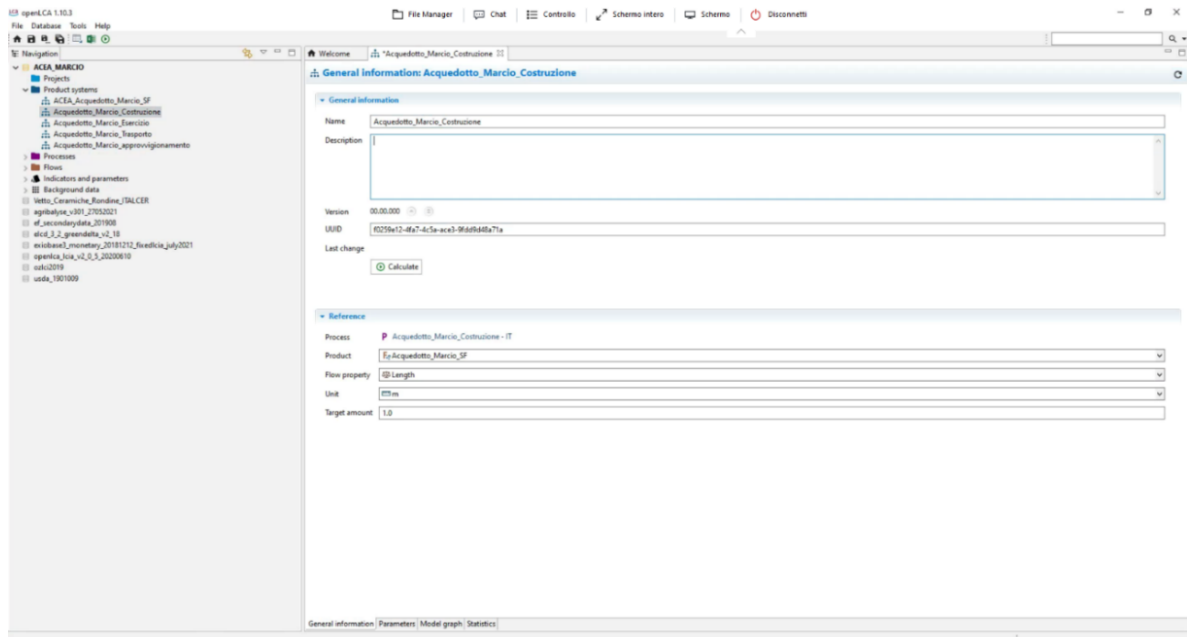 openLCA 1.10.3
File Manager Chat Controllo Schermo intero Schermo Disconnetti
File Database Tools Help
Navigation
ACEA_MARCIO
Projects
Product systems
ACEA_Acquedotto_Marcio_SF
Acquedotto_Marcio_Costruzione
Acquedotto_Marcio_Esercizio
Acquedotto_Marcio_Trasporto
Acquedotto_Marcio_approvvigionamento
Processes
Flows
Indicators and parameters
Background data
Vetto_Ceramiche_Rondine_ITALCER
agribalyse_v301_27052021
ef_secondarydata_201908
elcd_3_2_greendelta_v2_18
exiobase3_monetary_20181212_fixedlcia_july2021
openlca_lcia_v2_0_5_20200610
ozlci2019
usda_1901009
Welcome *Acquedotto_Marcio_Costruzione
General information: Acquedotto_Marcio_Costruzione
General information
Name Acquedotto_Marcio_Costruzione
Description
Version 00.00.000
UUID f0259e12-4fa7-4c5a-ace3-9fdd9d48a71a
Last change
Calculate
Reference
Process P Acquedotto_Marcio_Costruzione - IT
Product Acquedotto_Marcio_SF
Flow property Length
Unit m
Target amount 1.0
General information Parameters Model graph Statistics